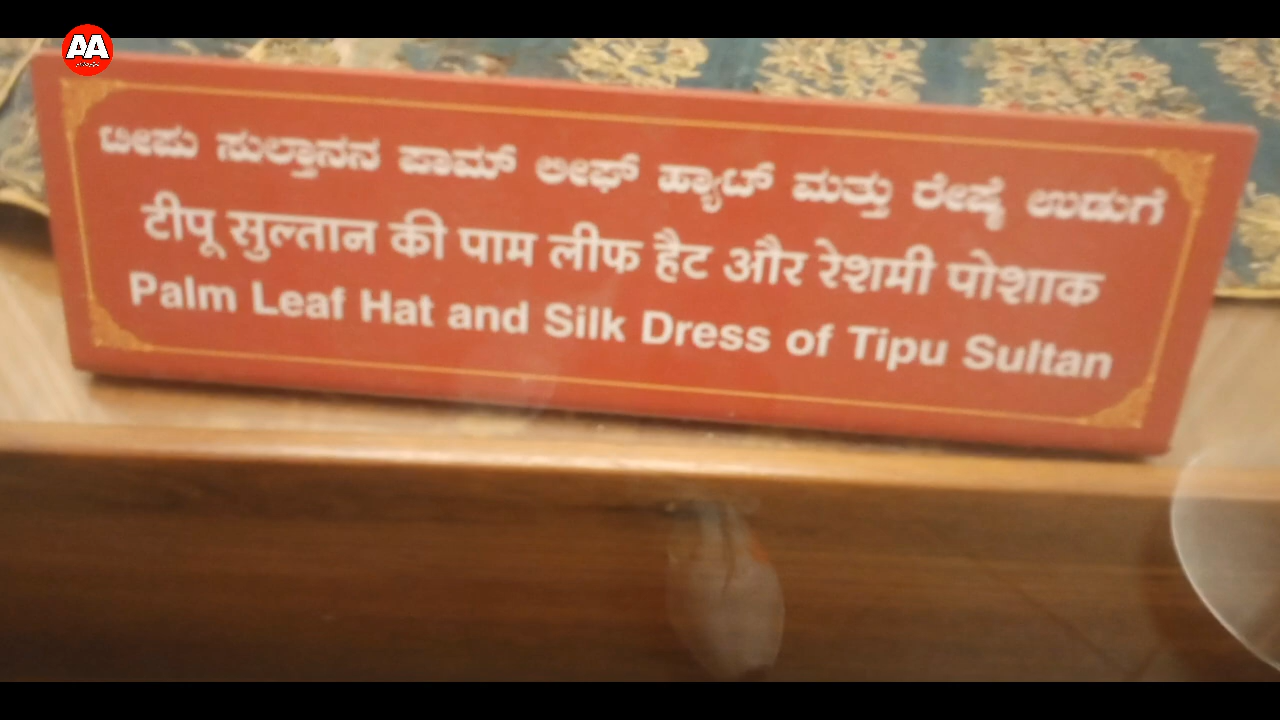 AA
ಟೀಪು ಸುಲ್ತಾನನ ಪಾಮ್ ಲೀಫ್ ಹ್ಯಾಟ್ ಮತ್ತು ರೇಷ್ಮೆ ಉಡುಗೆ
टीपू सुल्तान की पाम लीफ हैट और रेशमी पोशाक
Palm Leaf Hat and Silk Dress of Tipu Sultan